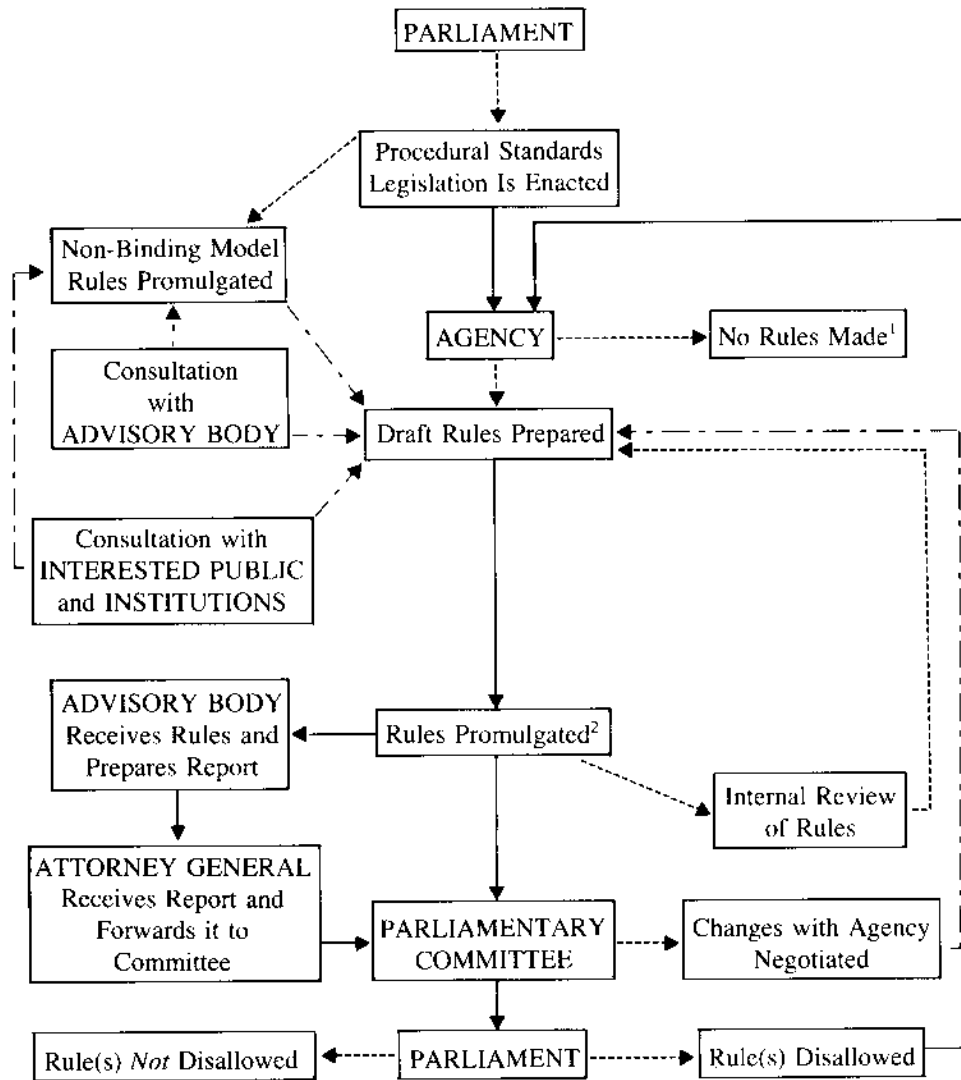 PARLIAMENT
Procedural Standards
Legislation Is Enacted
Non-Binding Model
Rules Promulgated
AGENCY
No Rules Made¹
Consultation
with
ADVISORY BODY
Draft Rules Prepared
Consultation with
INTERESTED PUBLIC
and INSTITUTIONS
ADVISORY BODY
Receives Rules and
Prepares Report
Rules Promulgated²
Internal Review
of Rules
ATTORNEY GENERAL
Receives Report and
Forwards it to
Committee
PARLIAMENTARY
COMMITTEE
Changes with Agency
Negotiated
Rule(s) Not Disallowed
PARLIAMENT
Rule(s) Disallowed